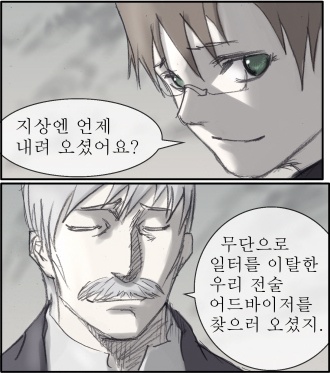 지상엔 언제
내려 오셨어요?
무단으로
일터를 이탈한
우리 전술
어드바이저를
찾으러 오셨지.